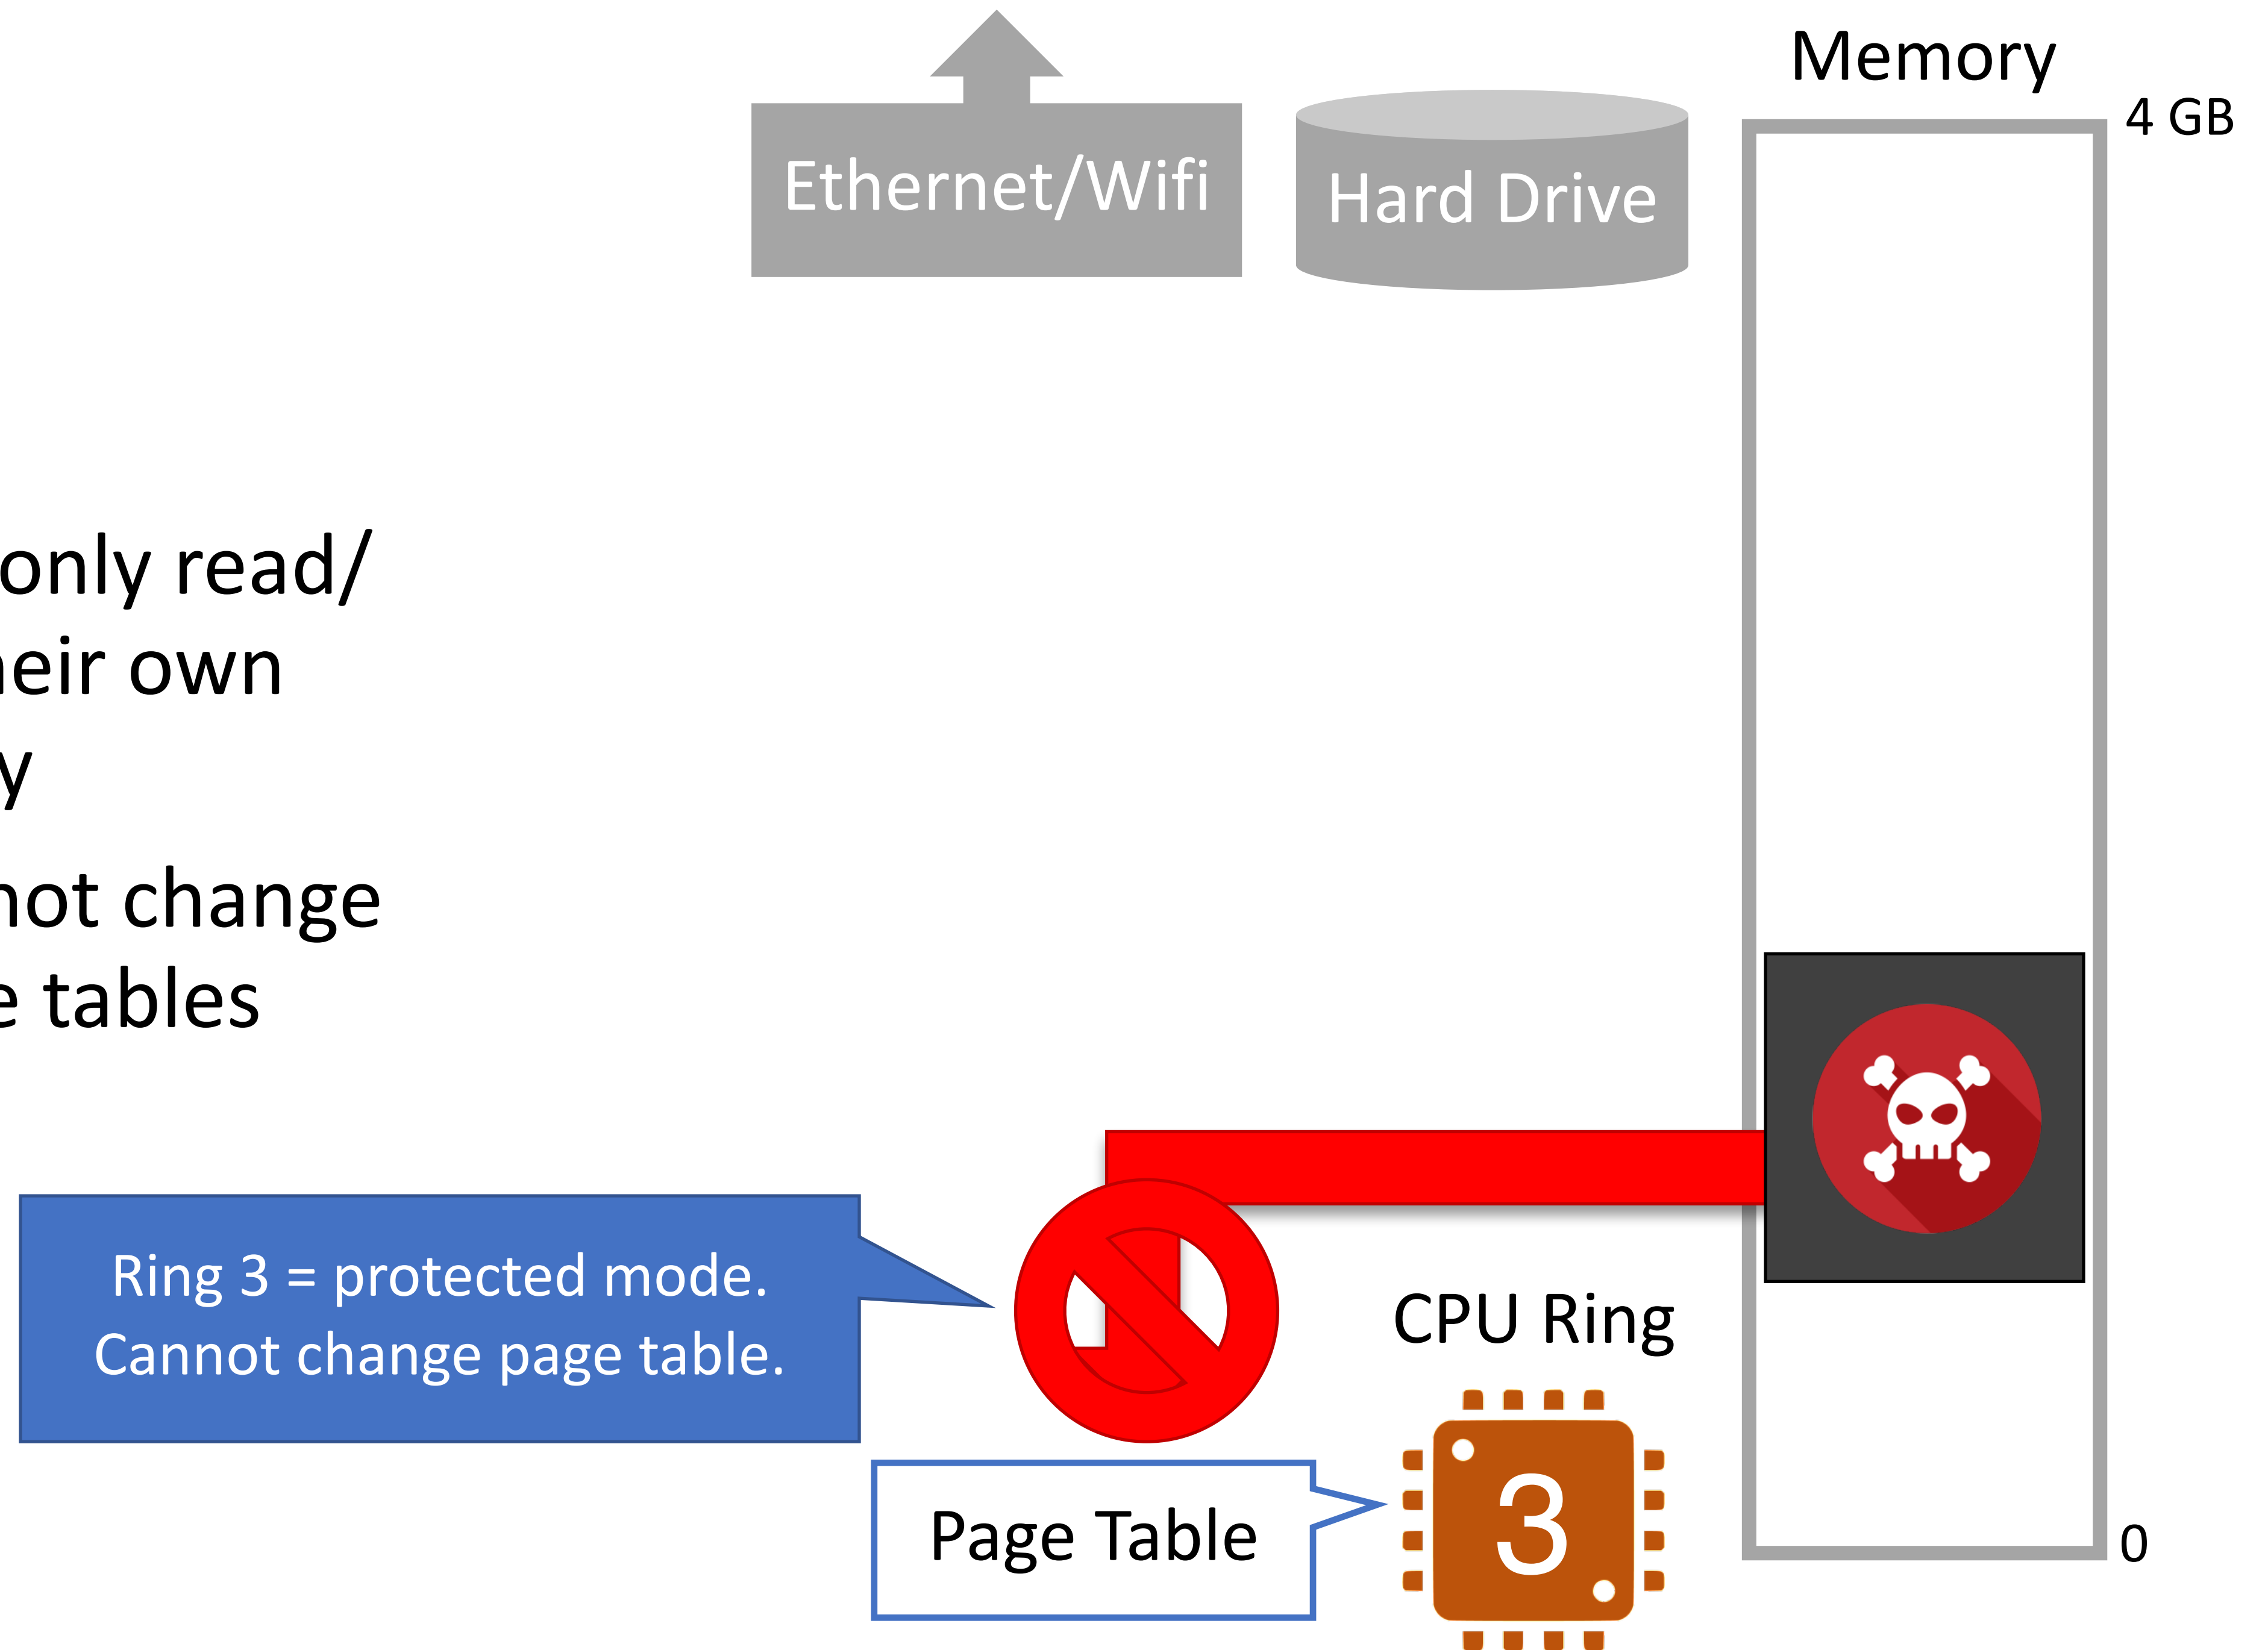 Memory
4 GB
Ethernet/Wifi
Hard Drive
only read/
heir own
y
not change
e tables
Ring 3 = protected mode.
Cannot change page table.
CPU Ring
Page Table
3
0